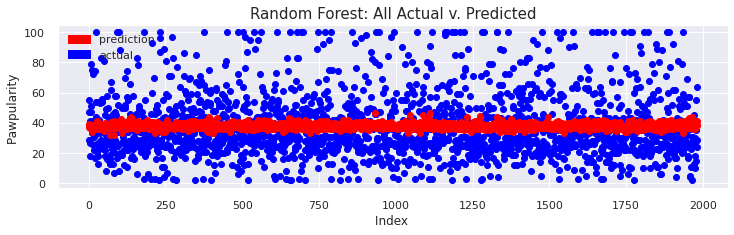 Random Forest: All Actual v. Predicted
prediction
actual
Pawpularity
100
80
60
40
20
0
0 250 500 750 1000 1250 1500 1750 2000
Index